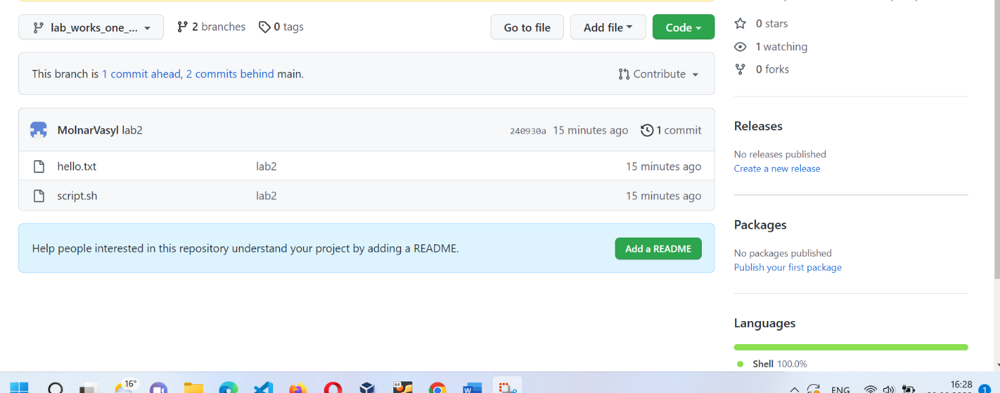 lab_works_one_...
2 branches
0 tags
Go to file
Add file
Code
This branch is 1 commit ahead, 2 commits behind main.
Contribute
MolnarVasyl lab2
240930a 15 minutes ago
1 commit
hello.txt lab2 15 minutes ago
script.sh lab2 15 minutes ago
Help people interested in this repository understand your project by adding a README.
Add a README
0 stars
1 watching
0 forks
Releases
No releases published
Create a new release
Packages
No packages published
Publish your first package
Languages
Shell 100.0%
16°
64
W
ENG
16:28
1